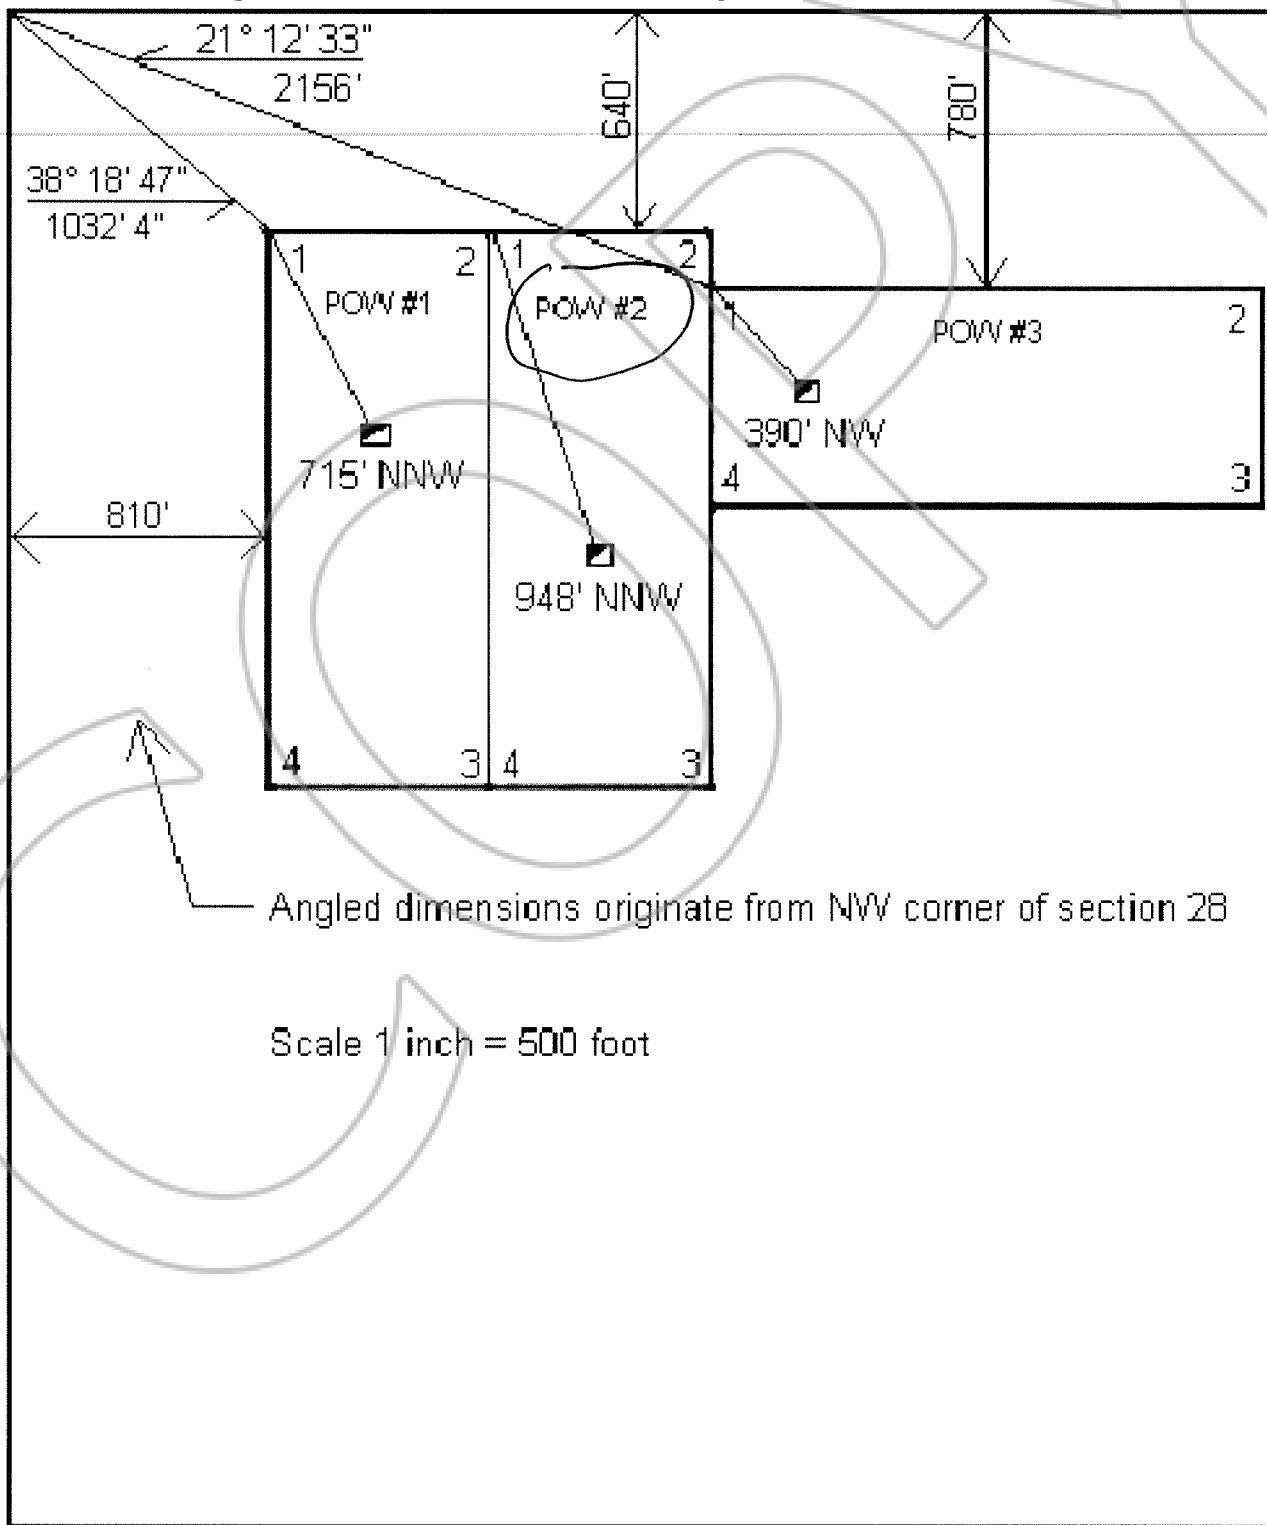 21° 12' 33"
2156'
640'
780'
38° 18' 47"
1032' 4"
1
2
1
2
POW #1
POW #2
1
POW #3
2
715' NNW
390' NW
4
3
810'
948' NNW
4
3
4
3
Angled dimensions originate from NW corner of section 28
Scale 1 inch = 500 foot